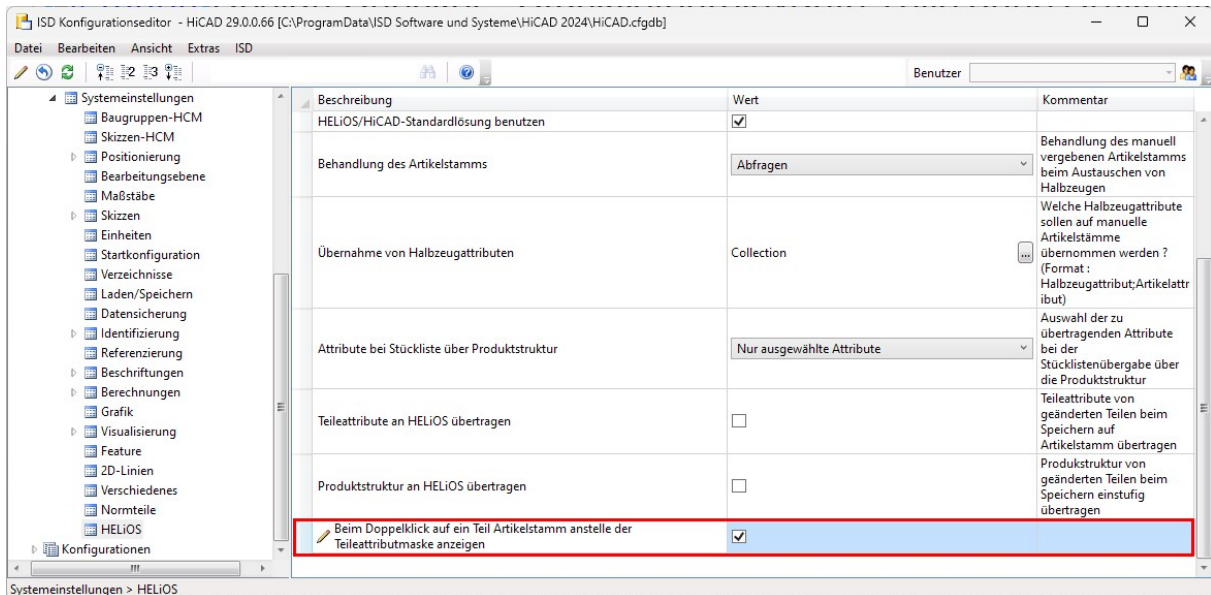 ISD Konfigurationseditor - HiCAD 29.0.0.66 [C:\ProgramData\ISD Software und Systeme\HiCAD 2024\HiCAD.cfgdb]
Datei Bearbeiten Ansicht Extras ISD
Benutzer
Systemeinstellungen
Baugruppen-HCM
Skizzen-HCM
Positionierung
Bearbeitungsebene
Maßstäbe
Skizzen
Einheiten
Startkonfiguration
Verzeichnisse
Laden/Speichern
Datensicherung
Identifizierung
Referenzierung
Beschriftungen
Berechnungen
Grafik
Visualisierung
Feature
2D-Linien
Verschiedenes
Normteile
HELiOS
Konfigurationen
Beschreibung Wert Kommentar
HELiOS/HiCAD-Standardlösung benutzen
Behandlung des Artikelstamms
Abfragen
Behandlung des manuell
vergebenen Artikelstamms
beim Austauschen von
Halbzeugen
Übernahme von Halbzeugattributen
Collection
...
Welche Halbzeugattribute
sollen auf manuelle
Artikelstämme
übernommen werden ?
(Format :
Halbzeugattribut;Artikelattr
ibut)
Attribute bei Stückliste über Produktstruktur
Nur ausgewählte Attribute
Auswahl der zu
übertragenden Attribute
bei der
Stücklistenübergabe über
die Produktstruktur
Teileattribute an HELiOS übertragen
Teileattribute von
geänderten Teilen beim
Speichern auf
Artikelstamm übertragen
Produktstruktur an HELiOS übertragen
Produkstruktur von
geänderten Teilen beim
Speichern einstufig
übertragen
Beim Doppelklick auf ein Teil Artikelstamm anstelle der
Teileattributmaske anzeigen
Systemeinstellungen > HELiOS